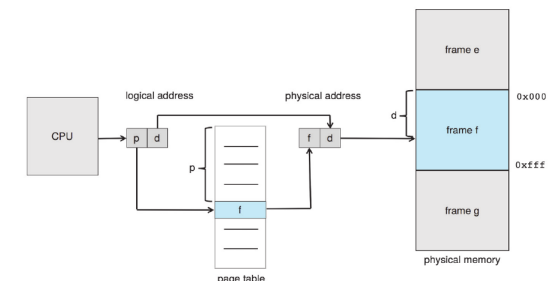 frame e
logical address
physical address
0x000
d
CPU
p d
f d
frame f
p
0xfff
f
frame g
physical memory
page table